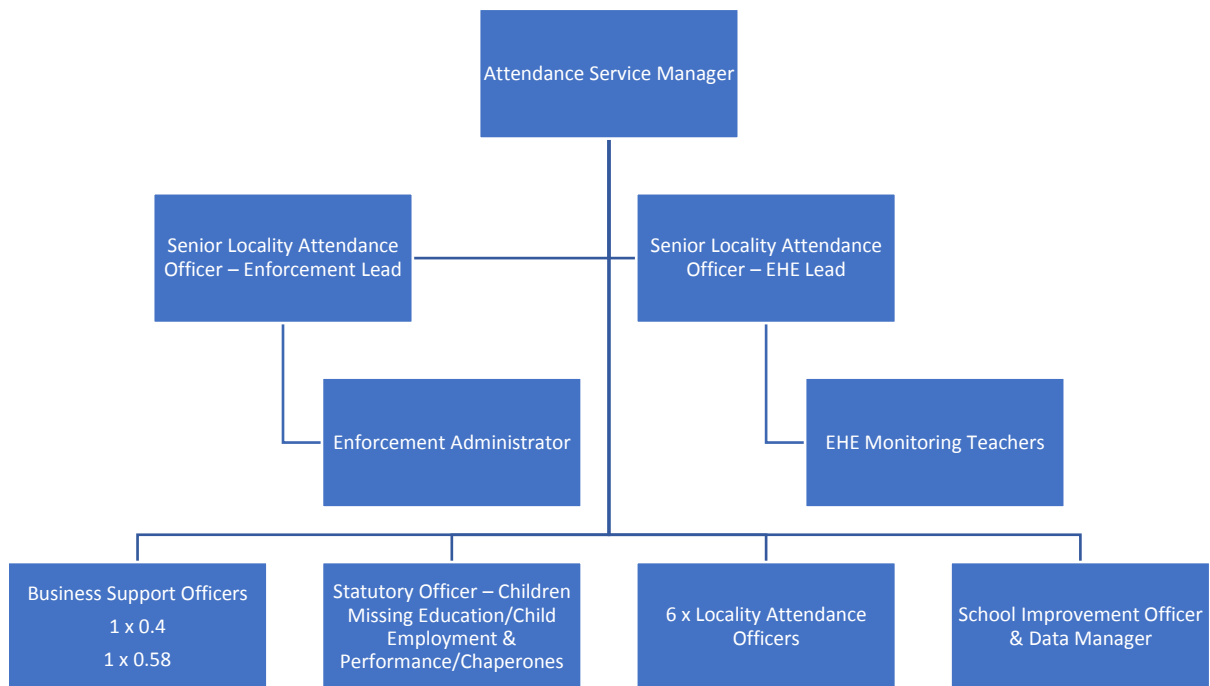 Attendance Service Manager
Senior Locality Attendance
Officer – Enforcement Lead
Senior Locality Attendance
Officer – EHE Lead
Enforcement Administrator
EHE Monitoring Teachers
Business Support Officers
1 x 0.4
1 x 0.58
Statutory Officer – Children
Missing Education/Child
Employment &
Performance/Chaperones
6 x Locality Attendance
Officers
School Improvement Officer
& Data Manager